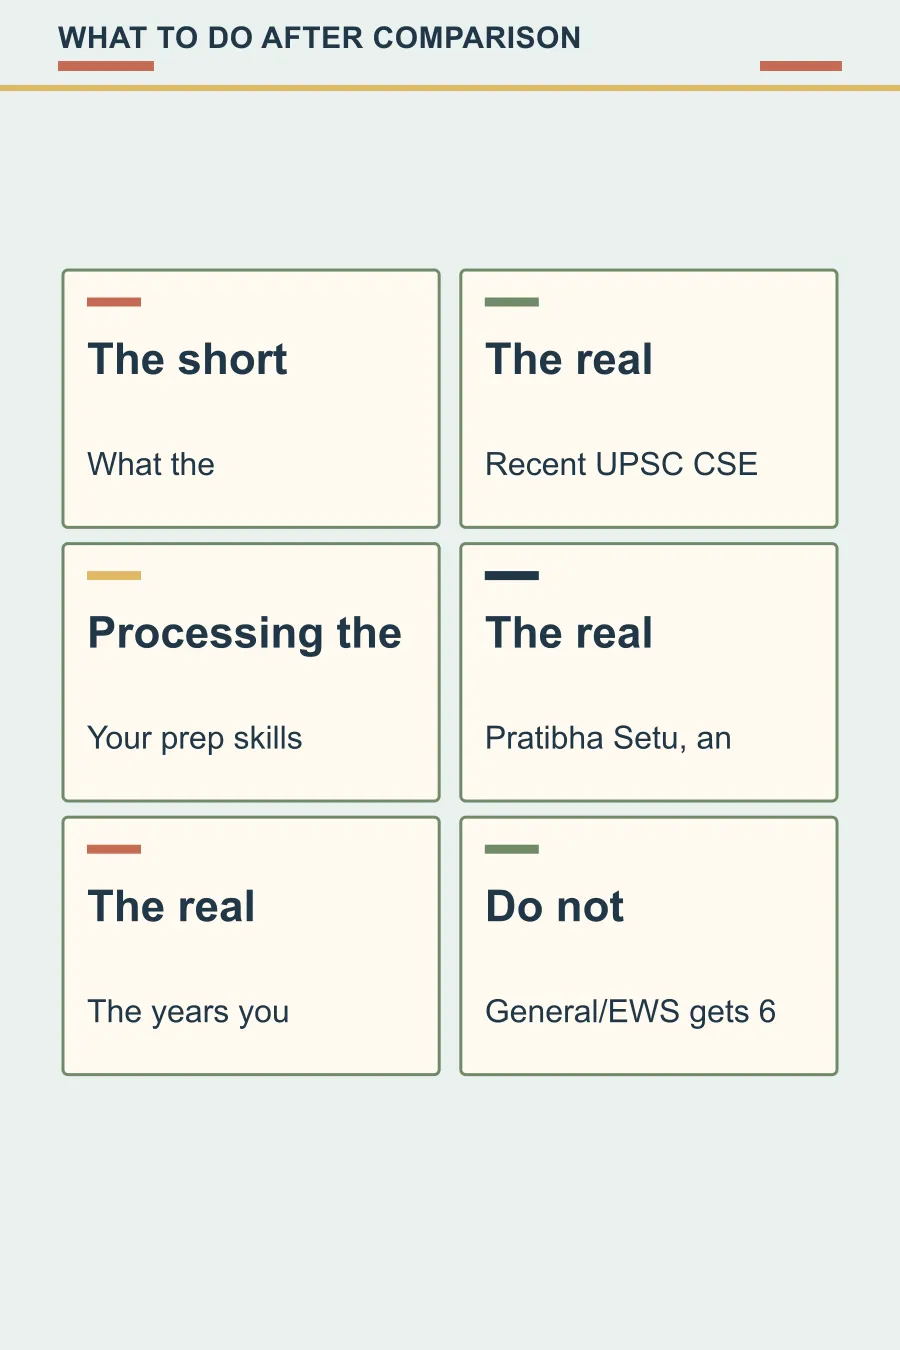 WHAT TO DO AFTER COMPARISON
The short
What the
The real
Recent UPSC CSE
Processing the
Your prep skills
The real
Pratibha Setu, an
The real
The years you
Do not
General/EWS gets 6